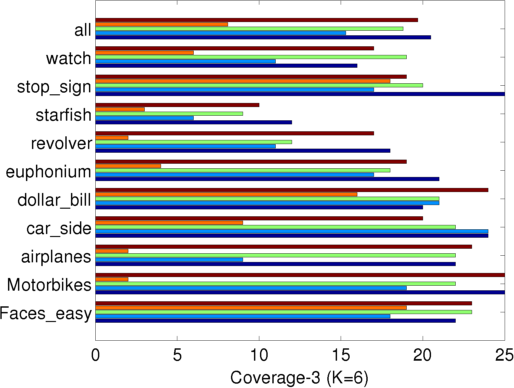 all
watch
stop_sign
starfish
revolver
euphonium
dollar_bill
car_side
airplanes
Motorbikes
Faces_easy
0 5 10 15 20 25
Coverage-3 (K=6)